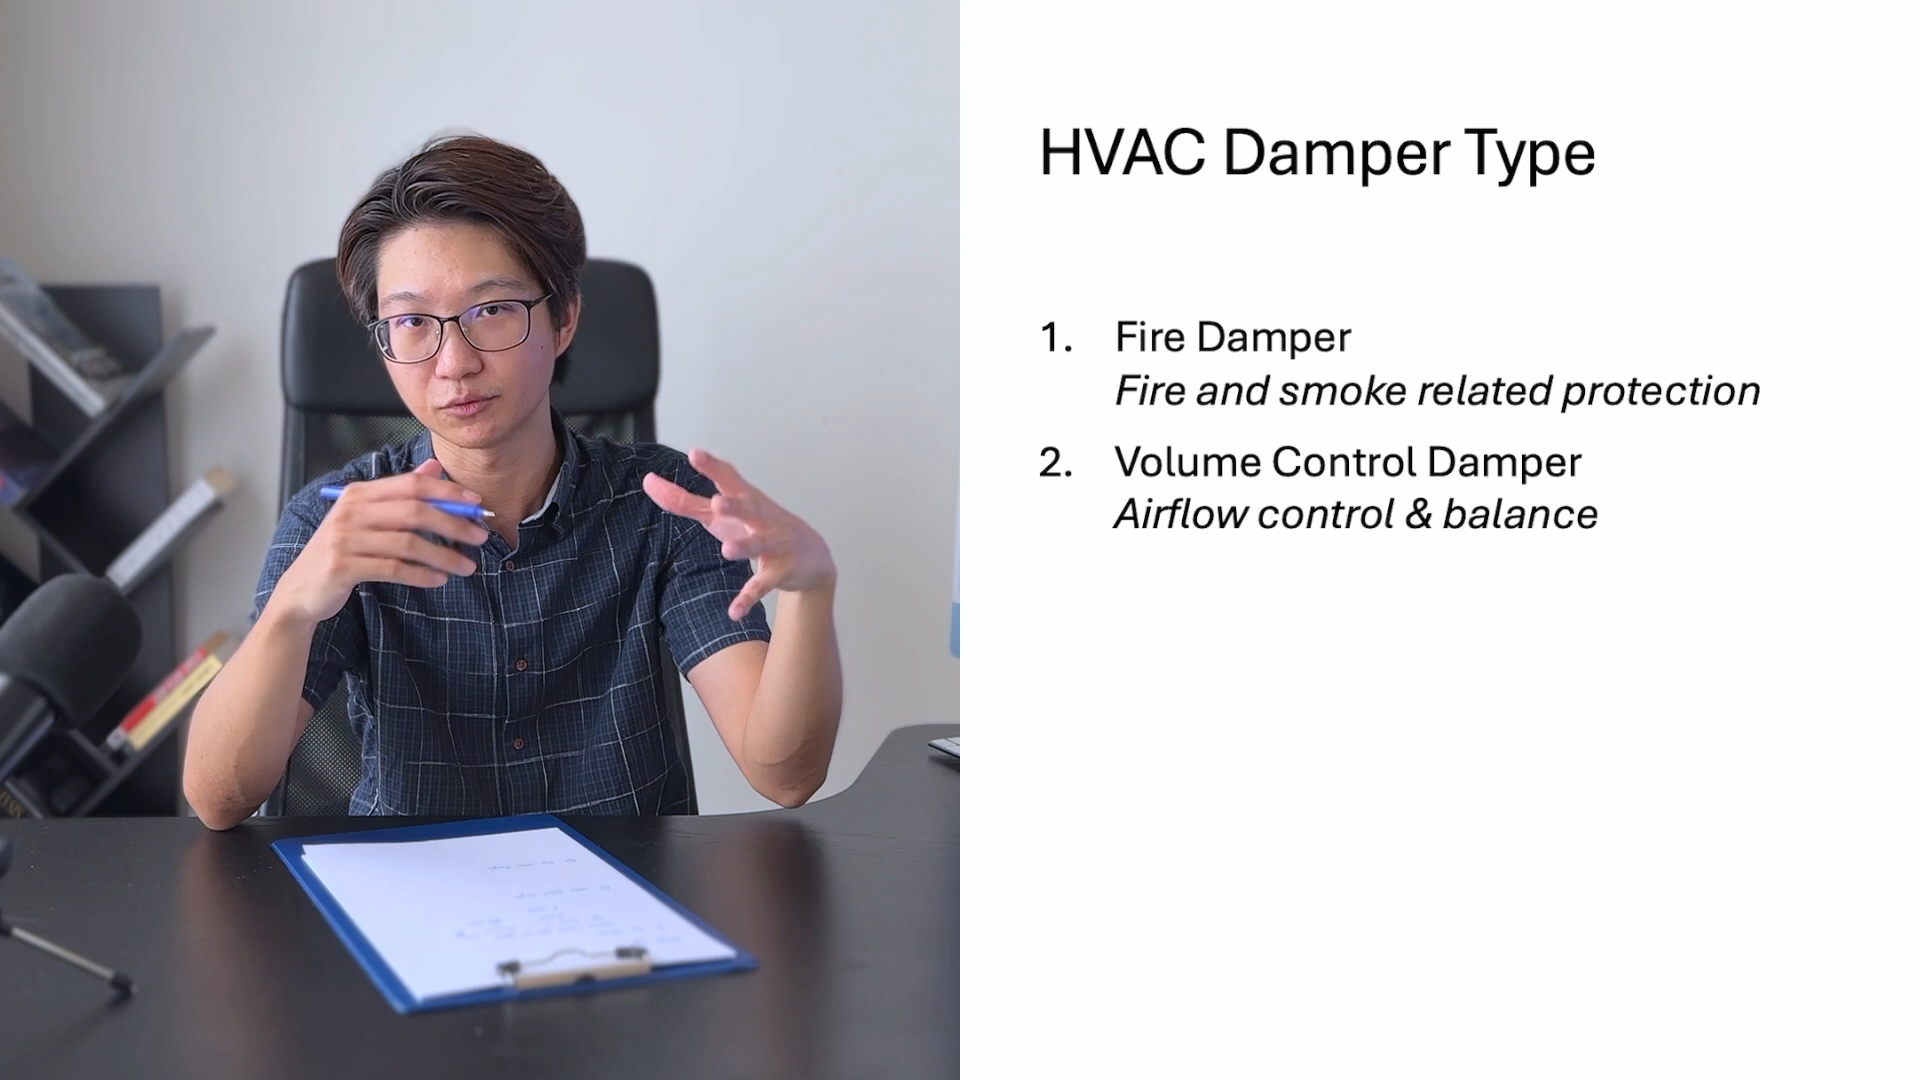 HVAC Damper Type
1. Fire Damper
Fire and smoke related protection
2. Volume Control Damper
Airflow control & balance